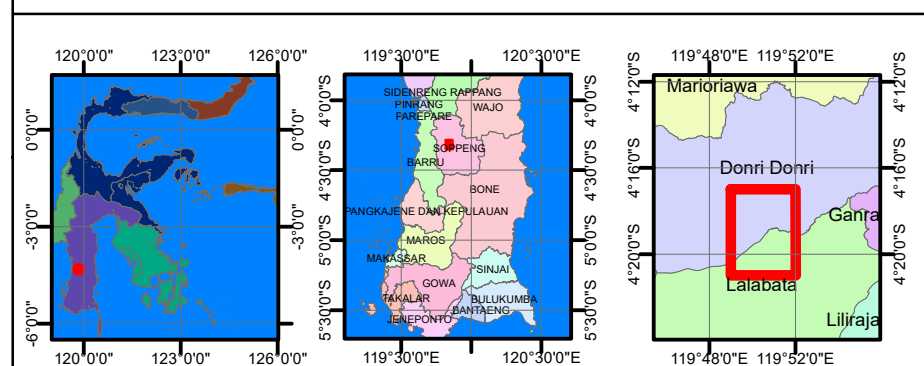 120°0'0" 123°0'0" 126°0'0"
0°0'0" 0°0'0"
-3°0'0" -3°0'0"
-6°0'0" -6°0'0"
120°0'0" 123°0'0" 126°0'0"
119°30'0"E 120°30'0"E
4°0'0"S 4°0'0"S
4°30'0"S 4°30'0"S
5°0'0"S 5°0'0"S
5°30'0"S 5°30'0"S
SIDENRENG RAPPANG
PINRANG
WAJO
FAREPARE
SOPPENG
BARRU
BONE
PANGKAJENE DAN KEPULAUAN
MAROS
MAKASSAR
SINJAI
GOWA
TAKALAR
BULUKUMBA
BANTAENG
JENEPONTO
119°30'0"E 120°30'0"E
119°48'0"E 119°52'0"E
4°12'0"S 4°12'0"S
4°16'0"S 4°16'0"S
4°20'0"S 4°20'0"S
Marioriawa
Donri Donri
Ganra
Lalabata
Liliraja
119°48'0"E 119°52'0"E